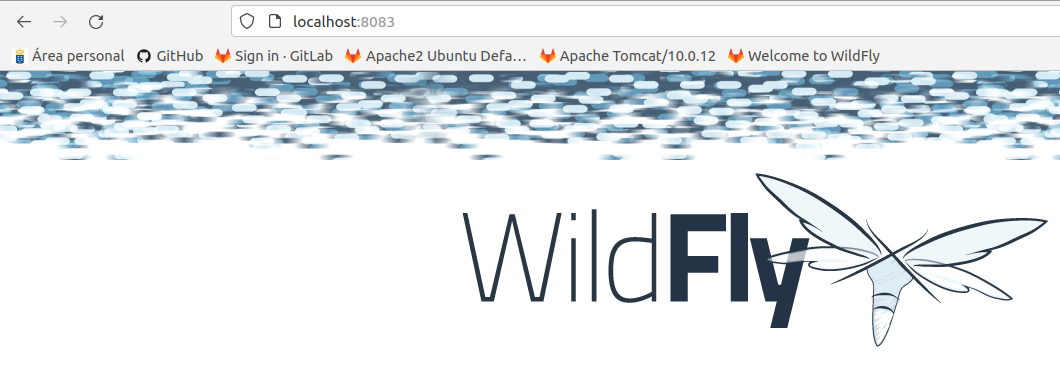 localhost:8083
Área personal GitHub Sign in · GitLab Apache2 Ubuntu Defa… Apache Tomcat/10.0.12 Welcome to WildFly
WildFly